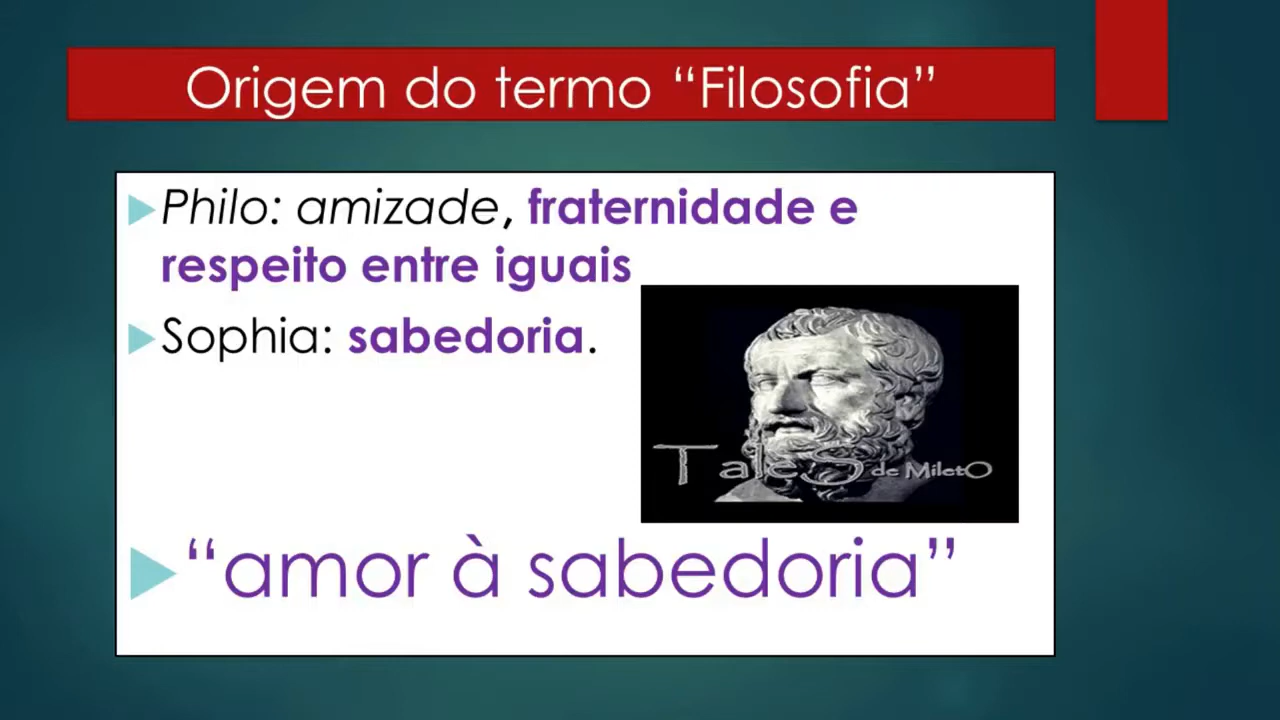 Origem do termo “Filosofia”
Philo: amizade, fraternidade e
respeito entre iguais
Sophia: sabedoria.
TaleS de MiletO
“amor à sabedoria”